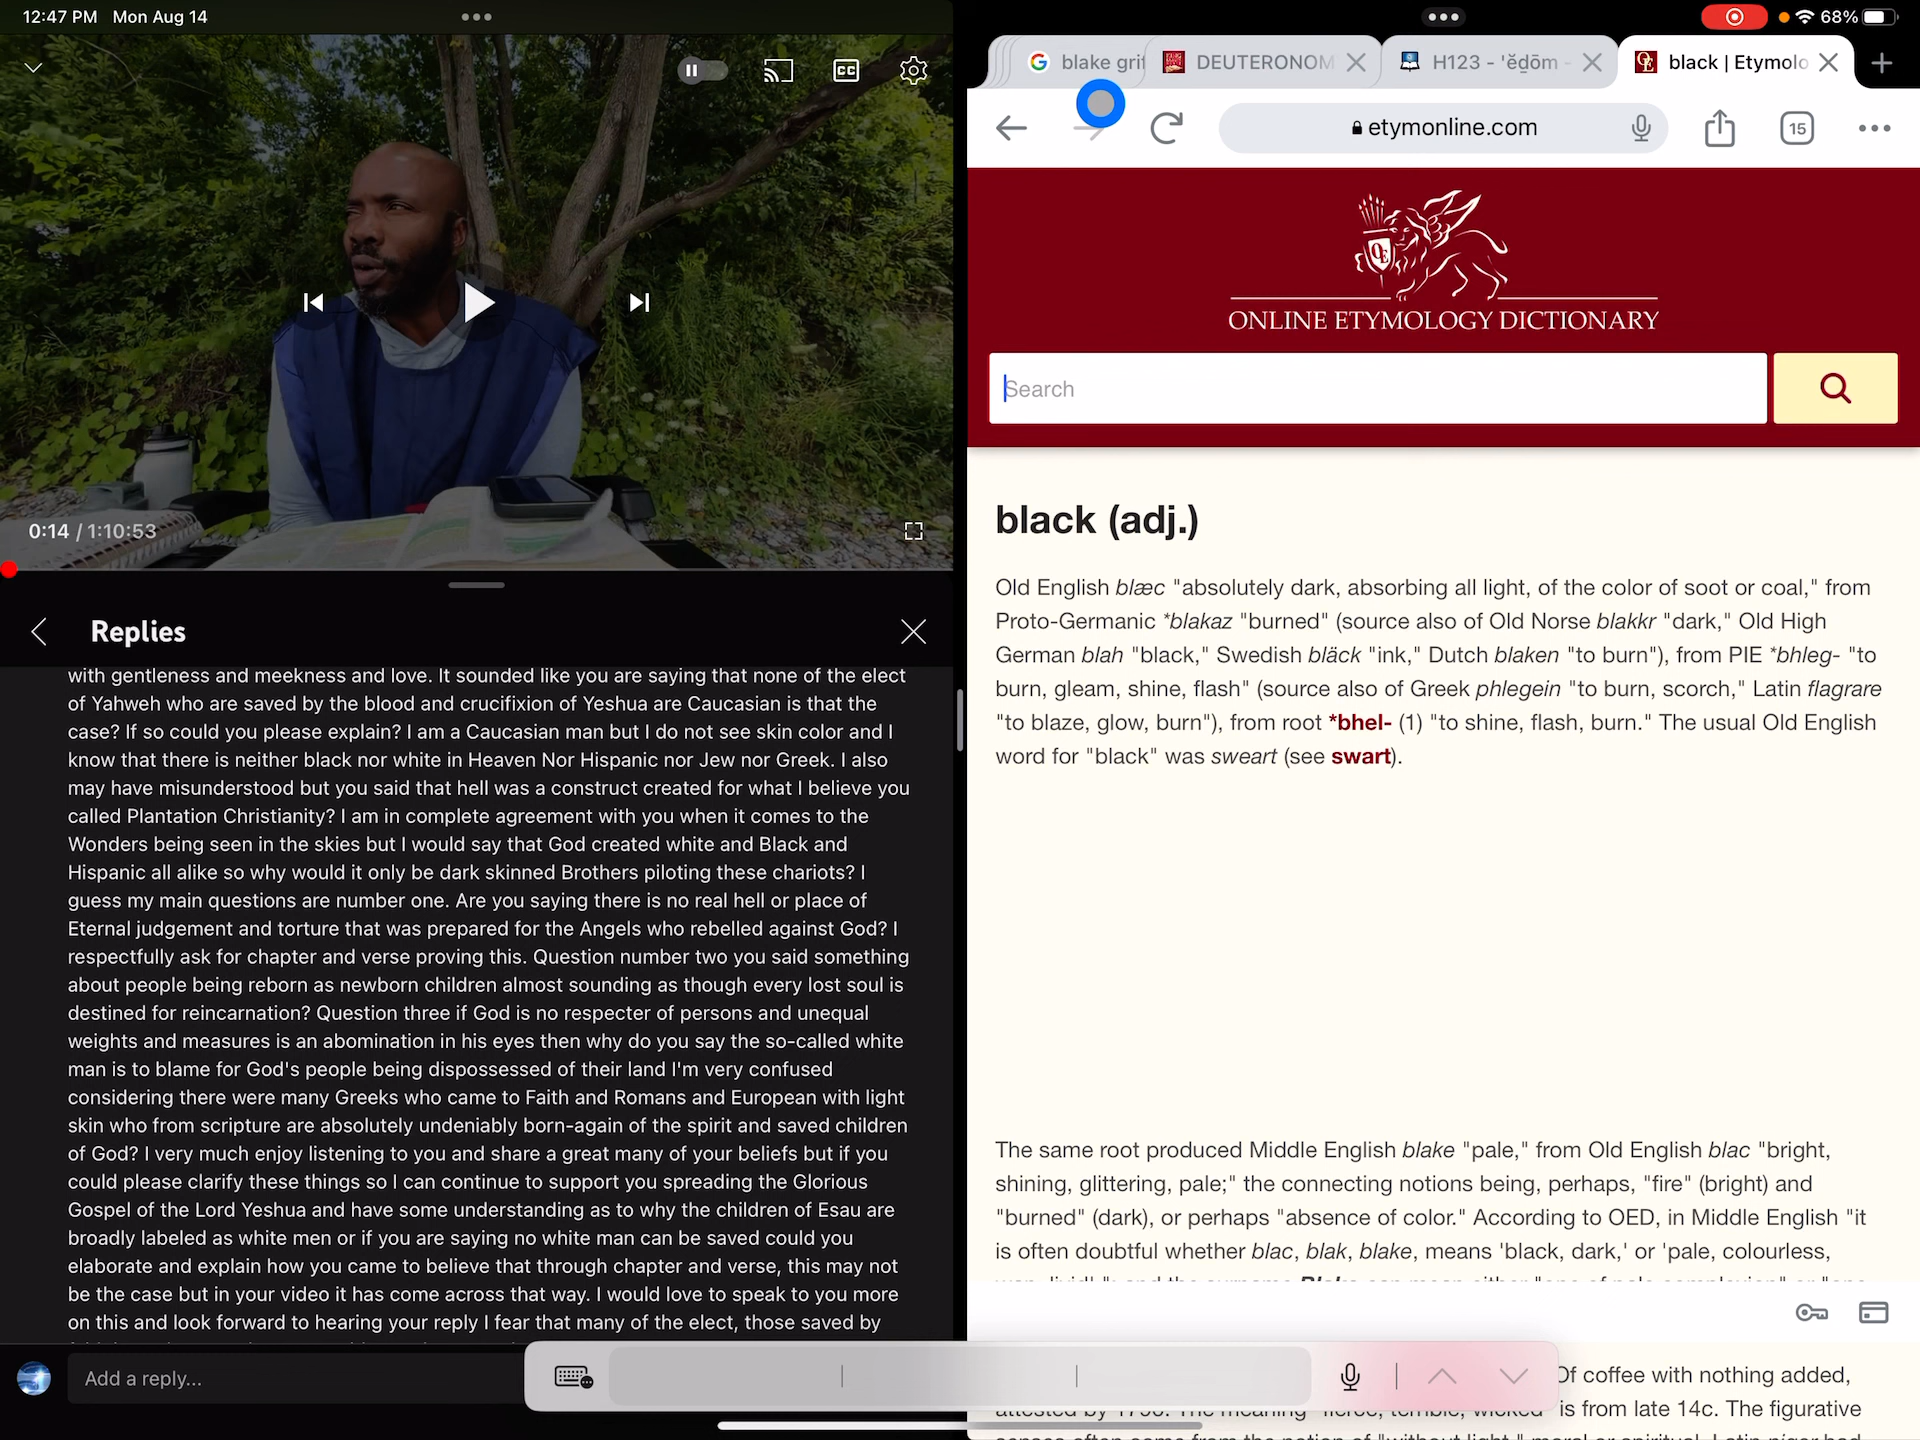 12:47 PM Mon Aug 14
68%
CC
0:14 / 1:10:53
Replies
with gentleness and meekness and love. It sounded like you are saying that none of the elect
of Yahweh who are saved by the blood and crucifixion of Yeshua are Caucasian is that the
case? If so could you please explain? I am a Caucasian man but I do not see skin color and I
know that there is neither black nor white in Heaven Nor Hispanic nor Jew nor Greek. I also
may have misunderstood but you said that hell was a construct created for what I believe you
called Plantation Christianity? I am in complete agreement with you when it comes to the
Wonders being seen in the skies but I would say that God created white and Black and
Hispanic all alike so why would it only be dark skinned Brothers piloting these chariots? I
guess my main questions are number one. Are you saying there is no real hell or place of
Eternal judgement and torture that was prepared for the Angels who rebelled against God? I
respectfully ask for chapter and verse proving this. Question number two you said something
about people being reborn as newborn children almost sounding as though every lost soul is
destined for reincarnation? Question three if God is no respecter of persons and unequal
weights and measures is an abomination in his eyes then why do you say the so-called white
man is to blame for God's people being dispossessed of their land I'm very confused
considering there were many Greeks who came to Faith and Romans and European with light
skin who from scripture are absolutely undeniably born-again of the spirit and saved children
of God? I very much enjoy listening to you and share a great many of your beliefs but if you
could please clarify these things so I can continue to support you spreading the Glorious
Gospel of the Lord Yeshua and have some understanding as to why the children of Esau are
broadly labeled as white men or if you are saying no white man can be saved could you
elaborate and explain how you came to believe that through chapter and verse, this may not
be the case but in your video it has come across that way. I would love to speak to you more
on this and look forward to hearing your reply I fear that many of the elect, those saved by
Add a reply...
blake grif
DEUTERONOM
H123 - 'ĕḏōm -
black | Etymolo
etymonline.com
15
OE
ONLINE ETYMOLOGY DICTIONARY
Search
black (adj.)
Old English blæc "absolutely dark, absorbing all light, of the color of soot or coal," from
Proto-Germanic *blakaz "burned" (source also of Old Norse blakkr "dark," Old High
German blah "black," Swedish bläck "ink," Dutch blaken "to burn"), from PIE *bhleg- "to
burn, gleam, shine, flash" (source also of Greek phlegein "to burn, scorch," Latin flagrare
"to blaze, glow, burn"), from root *bhel- (1) "to shine, flash, burn." The usual Old English
word for "black" was sweart (see swart).
The same root produced Middle English blake "pale," from Old English blac "bright,
shining, glittering, pale;" the connecting notions being, perhaps, "fire" (bright) and
"burned" (dark), or perhaps "absence of color." According to OED, in Middle English "it
is often doubtful whether blac, blak, blake, means 'black, dark,' or 'pale, colourless,
Of coffee with nothing added,
attested by 1796. The meaning "fierce, terrible, wicked" is from late 14c. The figurative